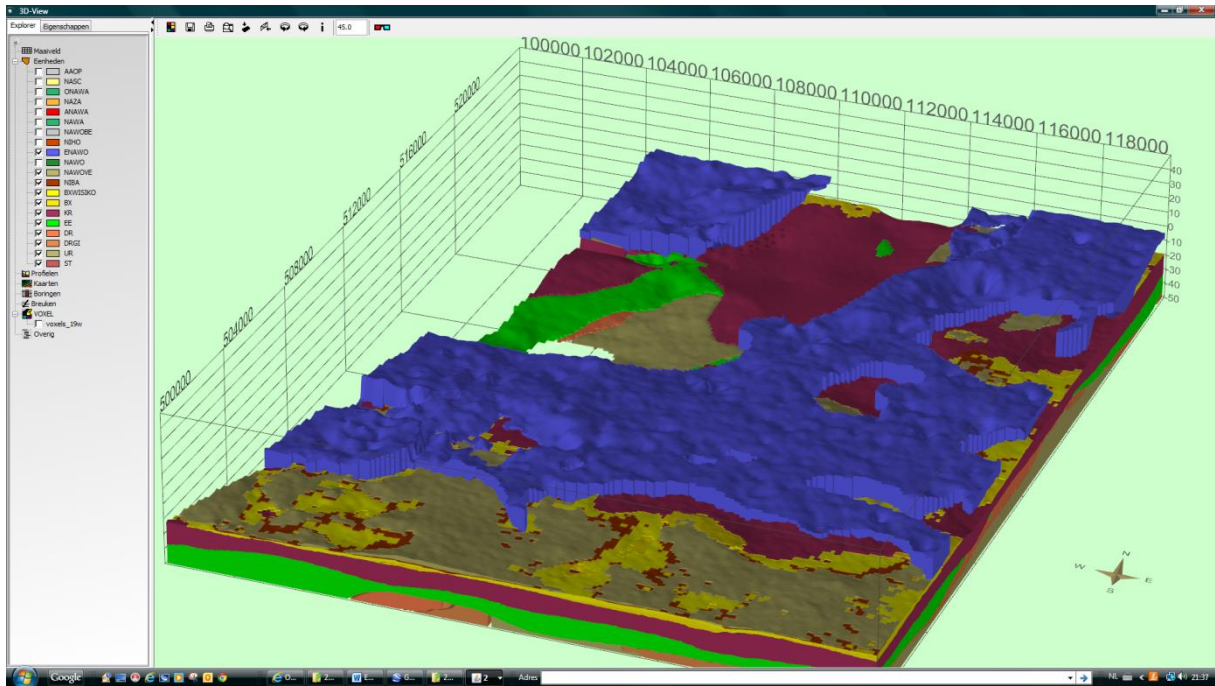 3D-View
Explorer Eigenschappen
45.0
Maaiveld
Eenheden
AAOP
NASC
ONAWA
NAZA
ANAWA
NAWA
NAWOBE
NIHO
ENAWO
NAWO
NAWOVE
NIBA
BXWISIKO
BX
KR
EE
DR
DRGI
UR
ST
Profielen
Kaarten
Boringen
Breuken
VOXEL
voxels_19w
Overig
100000 102000 104000 106000 108000 110000 112000 114000 116000 118000
520000
516000
512000
508000
504000
500000
40
30
20
10
0
-10
-20
-30
-40
-50
N
W
E
S
Google O... 2... E... G... 2... 2 Adres NL 21:37